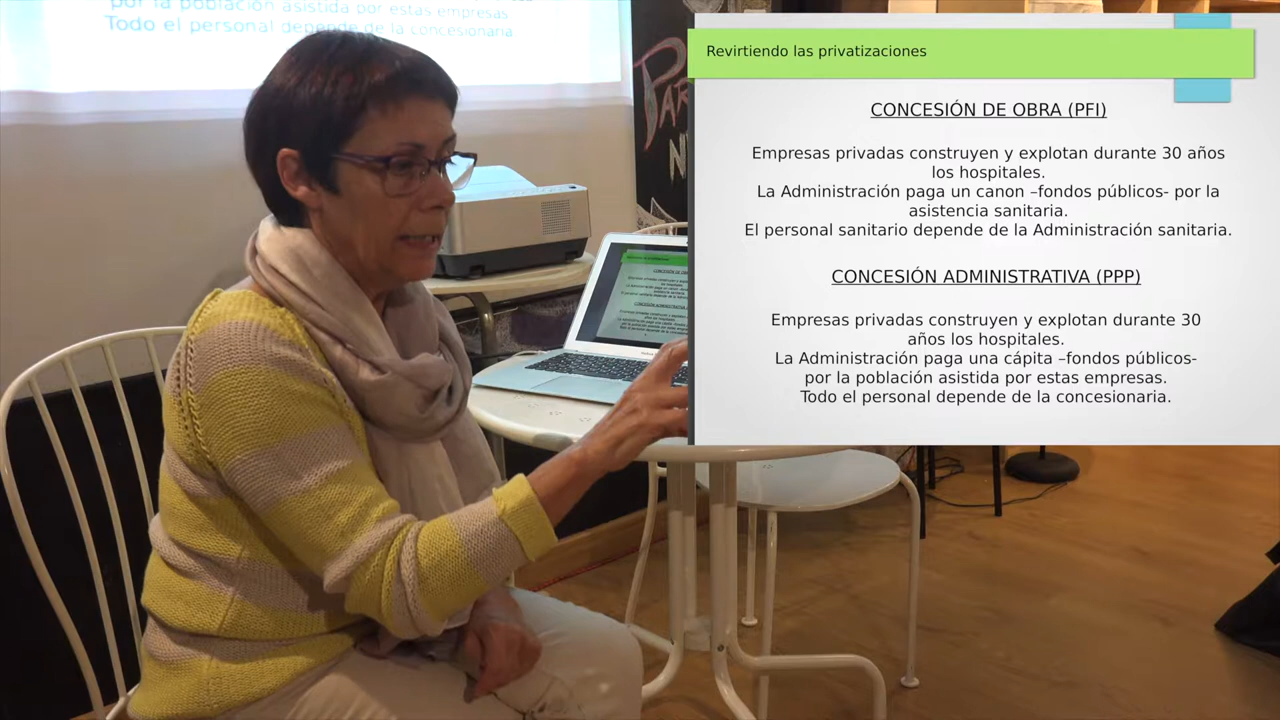 por la población asistida por estas empresas
Todo el personal depende de la concesionaria.
Revirtiendo las privatizaciones
CONCESIÓN DE OBRA (PFI)
Empresas privadas construyen y explotan durante 30 años
los hospitales.
La Administración paga un canon –fondos públicos- por la
asistencia sanitaria.
El personal sanitario depende de la Administración sanitaria.
CONCESIÓN ADMINISTRATIVA (PPP)
Empresas privadas construyen y explotan durante 30
años los hospitales.
La Administración paga una cápita –fondos públicos-
por la población asistida por estas empresas.
Todo el personal depende de la concesionaria.